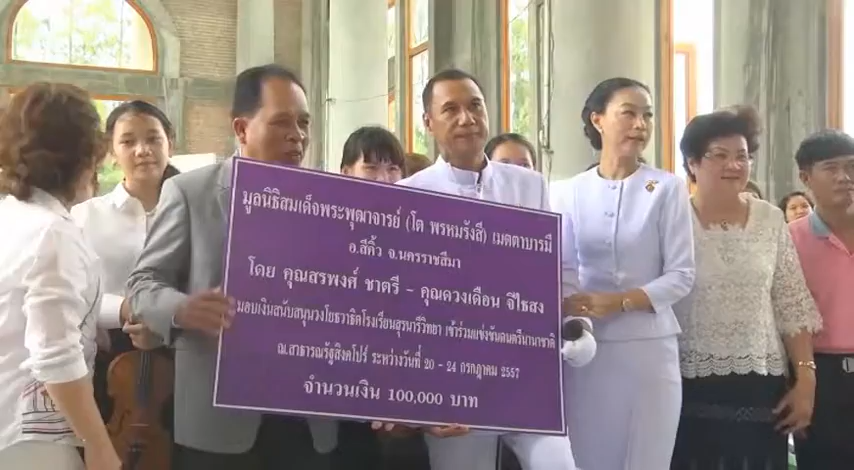 มูลนิธิสมเด็จพระพุฒาจารย์ (โต พรหมรังสี) เมตตาบารมี
อ.สีคิ้ว จ.นครราชสีมา
โดย คุณสรพงศ์ ชาตรี - คุณดวงเดือน จิไธสง
มอบเงินสนับสนุนวงโยธวาธิตโรงเรียนสุรนารีวิทยา เข้าร่วมแข่งขันดนตรีนานาชาติ
ณ.สาธารณรัฐสิงคโปร์ ระหว่างวันที่ 20 - 24 กรกฎาคม 2557
จำนวนเงิน 100,000 บาท